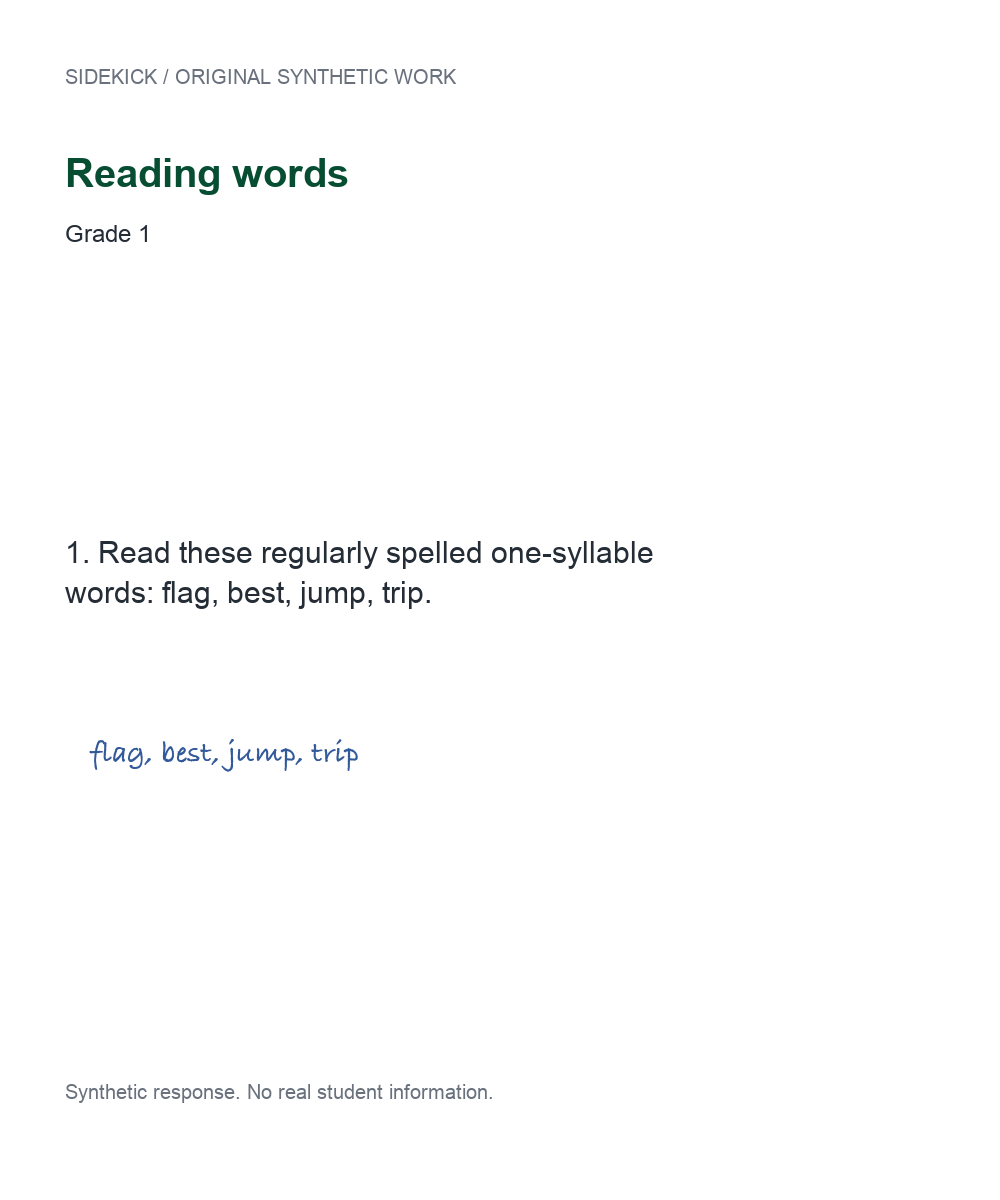 SIDEKICK / ORIGINAL SYNTHETIC WORK
Reading words
Grade 1
1. Read these regularly spelled one-syllable
words: flag, best, jump, trip.
flag, best, jump, trip
Synthetic response. No real student information.